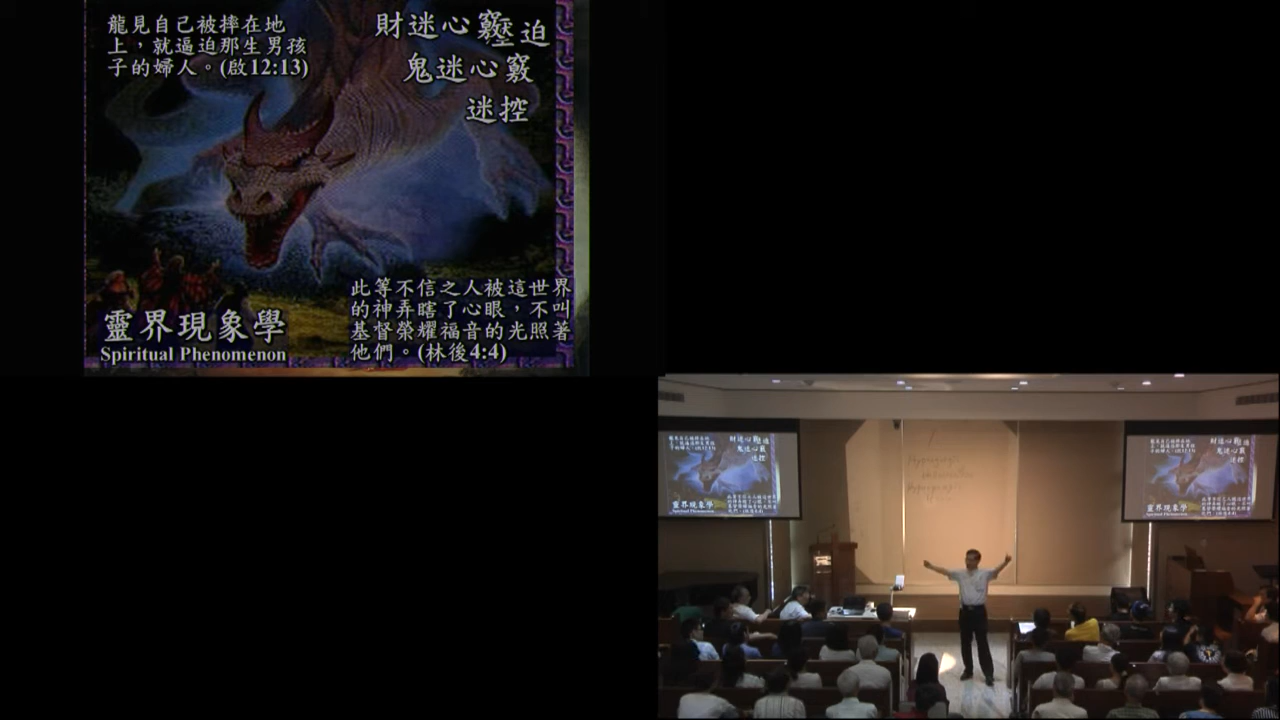 龍見自己被摔在地
上，就逼迫那生男孩
子的婦人。(啟12:13)
財迷心竅壓迫
鬼迷心竅
迷控
此等不信之人被這世界
的神弄瞎了心眼，不叫
基督榮耀福音的光照著
他們。(林後4:4)
靈界現象學
Spiritual Phenomenon